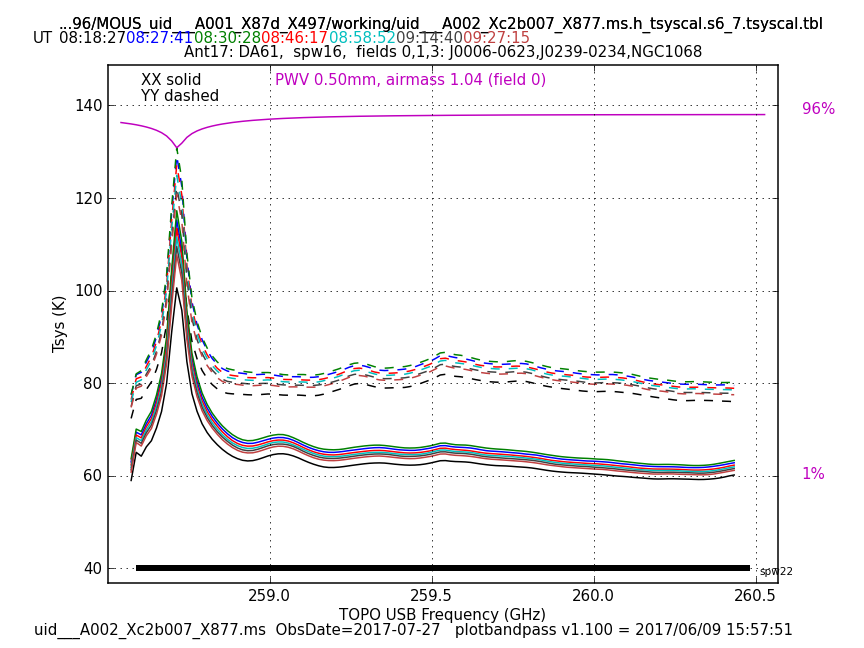 ...96/MOUS_uid___A001_X87d_X497/working/uid___A002_Xc2b007_X877.ms.h_tsyscal.s6_7.tsyscal.tbl
UT 08:18:27 08:27:41 08:30:28 08:46:17 08:58:52 09:14:40 09:27:15
Ant17: DA61, spw16, fields 0,1,3: J0006-0623,J0239-0234,NGC1068
XX solid
PWV 0.50mm, airmass 1.04 (field 0)
YY dashed
140
96%
120
100
Tsys (K)
80
60
1%
40
spw22
259.0 259.5 260.0 260.5
TOPO USB Frequency (GHz)
uid___A002_Xc2b007_X877.ms ObsDate=2017-07-27 plotbandpass v1.100 = 2017/06/09 15:57:51